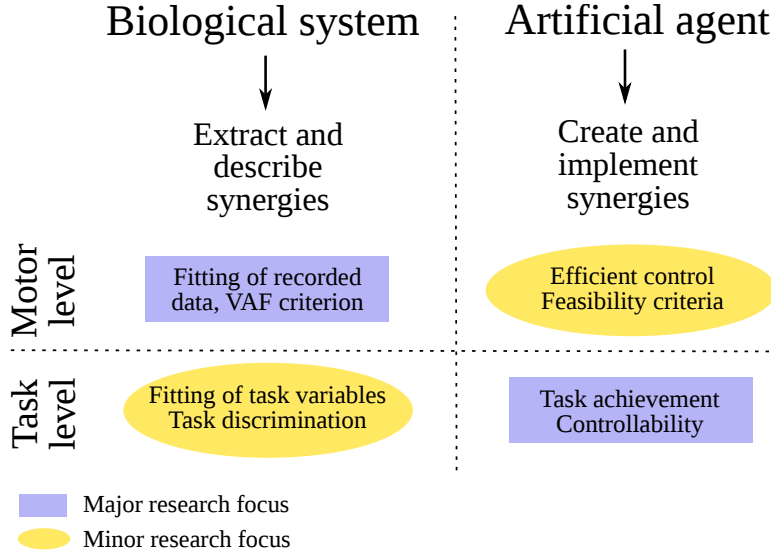 Biological system
Artificial agent
Extract and
describe
synergies
Create and
implement
synergies
Motor
level
Fitting of recorded
data, VAF criterion
Efficient control
Feasibility criteria
Task
level
Fitting of task variables
Task discrimination
Task achievement
Controllability
Major research focus
Minor research focus